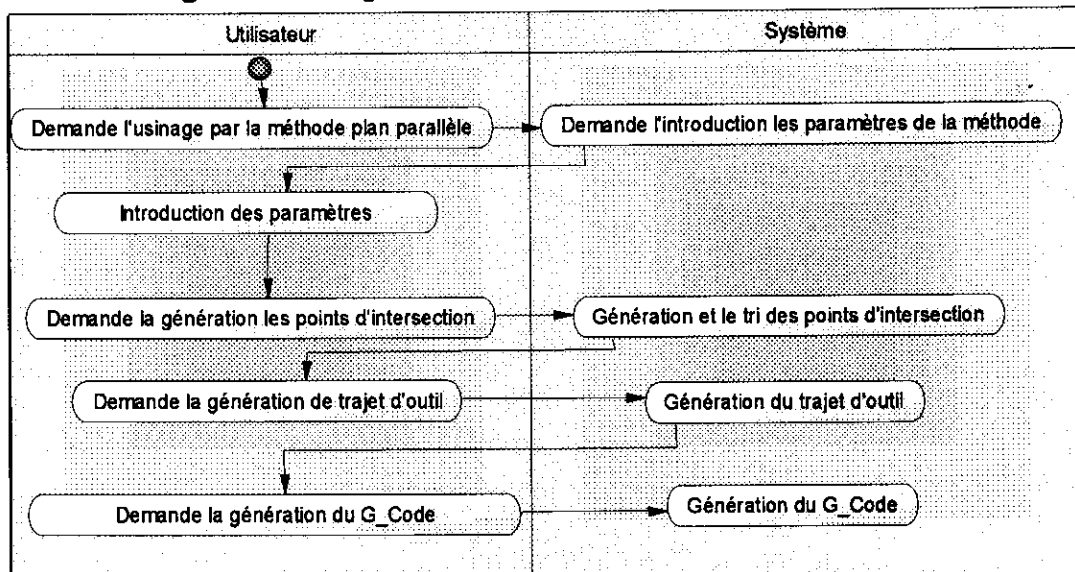 Utilisateur
Système
Demande l'usinage par la méthode plan parallèle
Demande l'introduction les paramètres de la méthode
Introduction des paramètres
Demande la génération les points d'intersection
Génération et le tri des points d'intersection
Demande la génération de trajet d'outil
Génération du trajet d'outil
Demande la génération du G_Code
Génération du G_Code